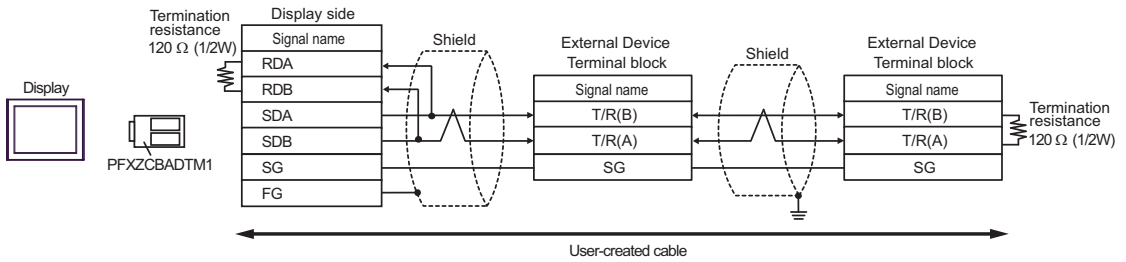 Display
PFXZCBADTM1
Termination
resistance
120 Ω (1/2W)
Display side
Signal name
RDA
RDB
SDA
SDB
SG
FG
Shield
External Device
Terminal block
Signal name
T/R(B)
T/R(A)
SG
Shield
External Device
Terminal block
Signal name
T/R(B)
T/R(A)
SG
Termination
resistance
120 Ω (1/2W)
User-created cable